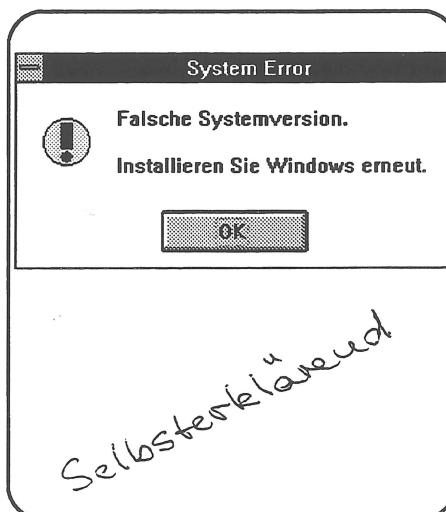 System Error
Falsche Systemversion.
Installieren Sie Windows erneut.
OK
Selbsterklärend